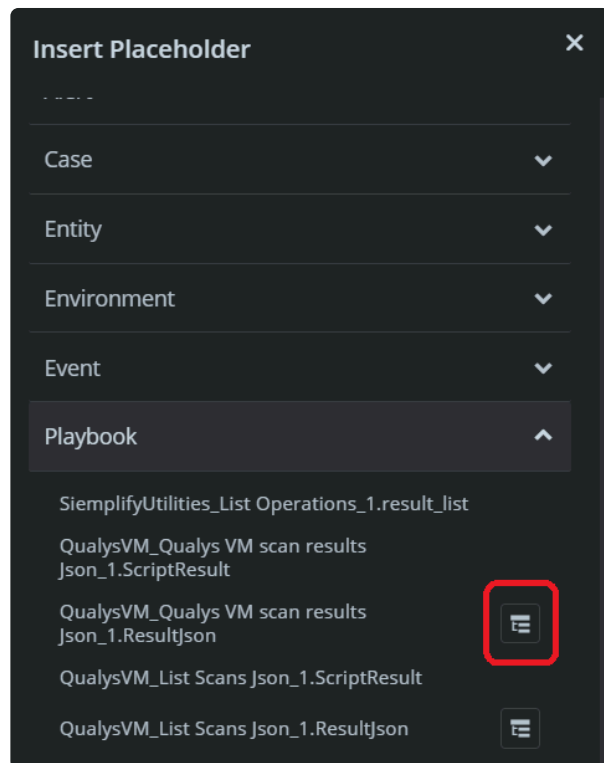 Insert Placeholder
Case
Entity
Environment
Event
Playbook
SiemplifyUtilities_List Operations_1.result_list
QualysVM_Qualys VM scan results
Json_1.ScriptResult
QualysVM_Qualys VM scan results
Json_1.ResultJson
QualysVM_List Scans Json_1.ScriptResult
QualysVM_List Scans Json_1.ResultJson